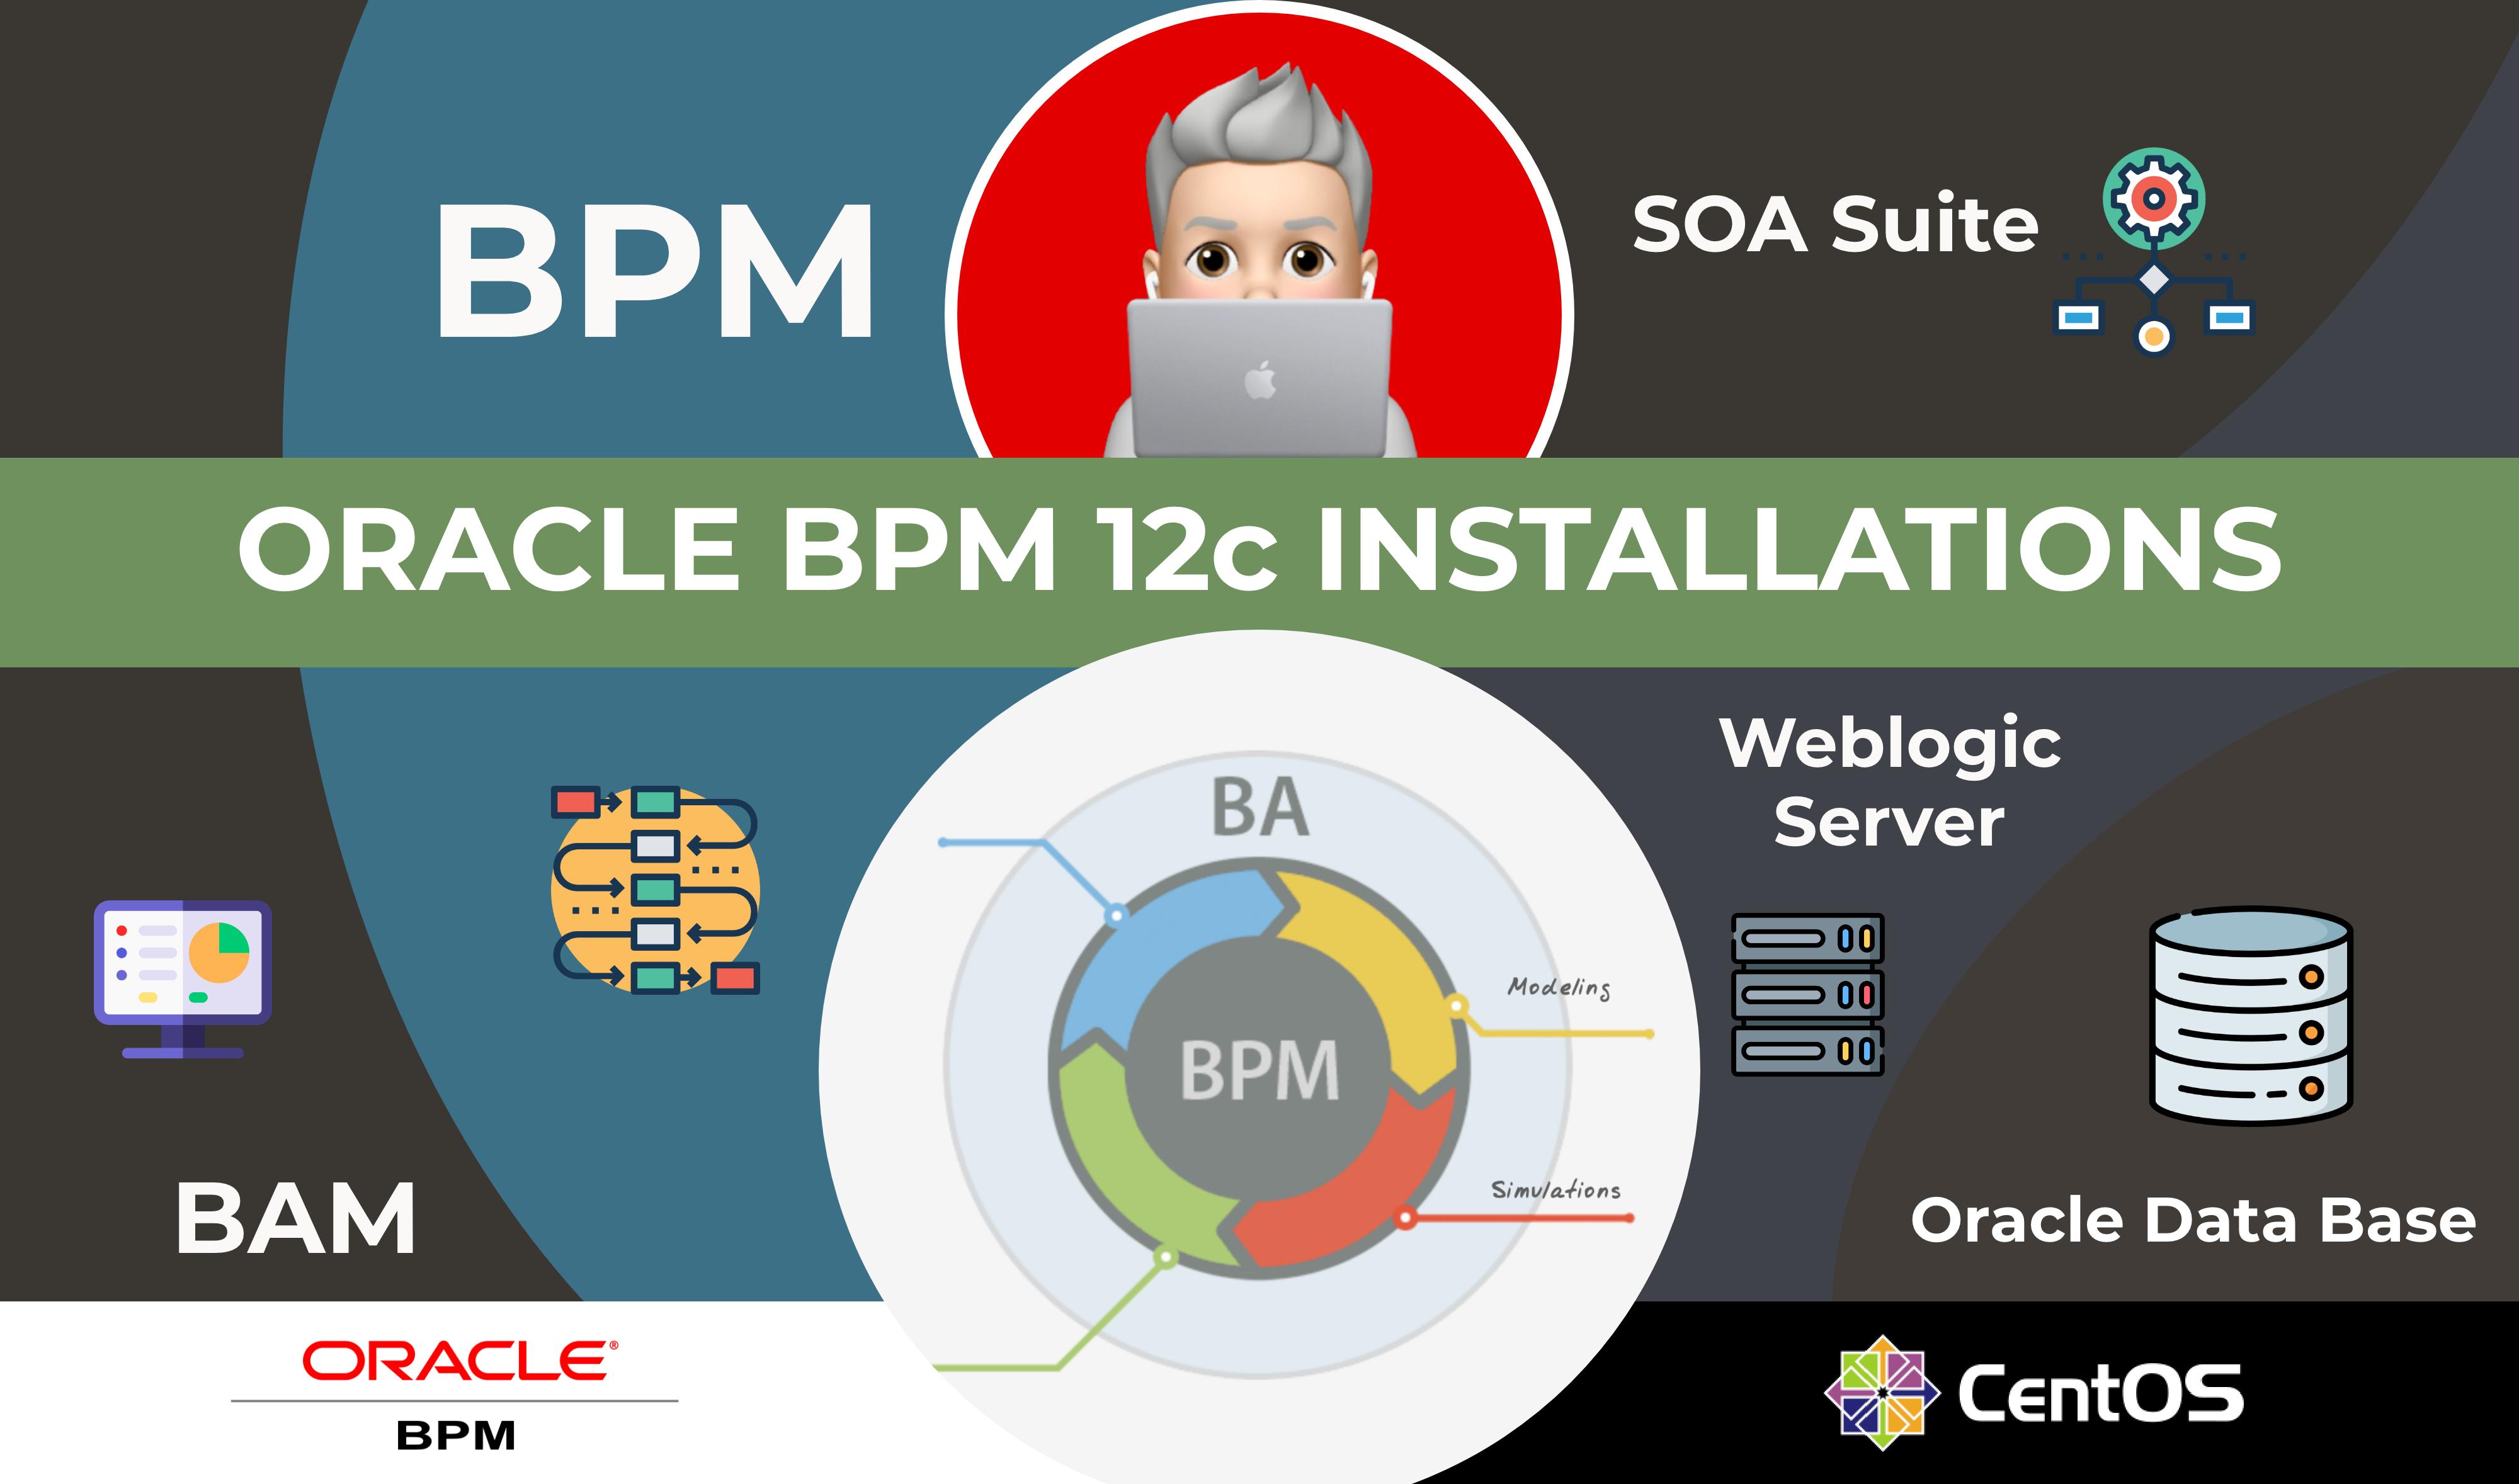 BPM
SOA Suite
ORACLE BPM 12c INSTALLATIONS
Weblogic
Server
BA
BPM
Modeling
Simulations
BAM
Oracle Data Base
ORACLE®
BPM
CentOS